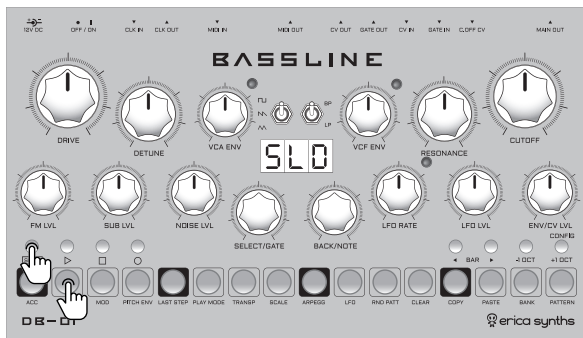 12V DC OFF / ON CLK IN CLK OUT MIDI IN MIDI OUT CV OUT GATE OUT CV IN GATE IN C.OFF CV MAIN OUT
BASSLINE
DRIVE DETUNE VCA ENV BP LP VCF ENV RESONANCE CUTOFF
SLD
FM LVL SUB LVL NOISE LVL SELECT/GATE BACK/NOTE LFO RATE LFO LVL ENV/CV LVL
CONFIG
BAR -1 OCT +1 OCT
ACC MOD PITCH ENV LAST STEP PLAY MODE TRANSP SCALE ARPEGG LFO RND PATT CLEAR COPY PASTE BANK PATTERN
DB-01 erica synths